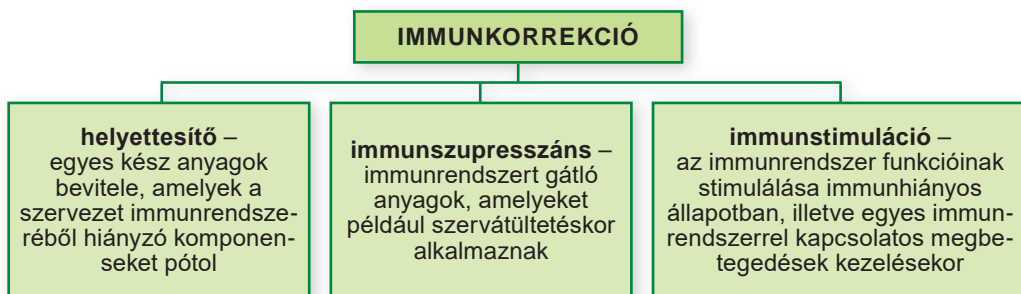 IMMUNKORREKCIÓ
helyettesítő –
egyes kész anyagok
bevitele, amelyek a
szervezet immunrendsze-
réből hiányzó komponen-
seket pótol
immunszupresszáns –
immunrendszert gátló
anyagok, amelyeket
például szervátültetéskor
alkalmaznak
immunstimuláció –
az immunrendszer funkcióinak
stimulálása immunhiányos
állapotban, illetve egyes immun-
rendszerrel kapcsolatos megbe-
tegedések kezelésekor